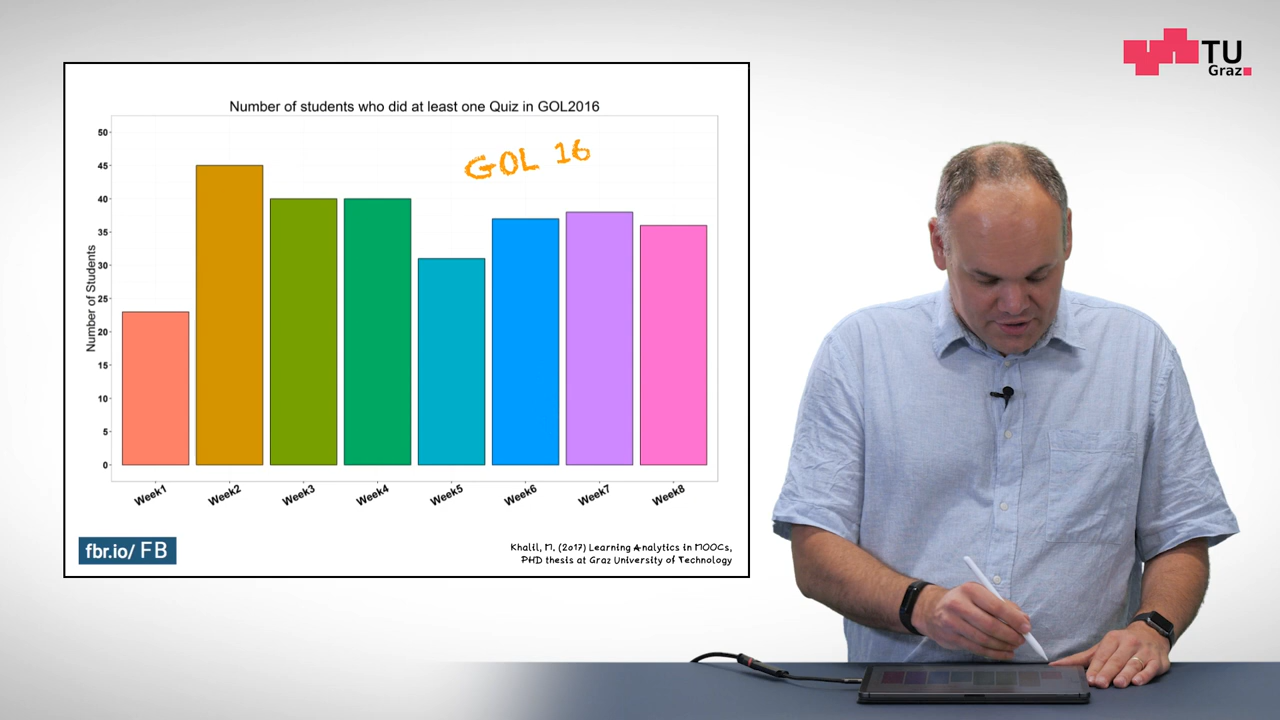 Number of students who did at least one Quiz in GOL2016
GOL 16
Number of Students
50
45
40
35
30
25
20
15
10
5
0
Week1
Week2
Week3
Week4
Week5
Week6
Week7
Week8
fbr.io/ FB
Khalil, M. (2017) Learning Analytics in MOOCs,
PHD thesis at Graz University of Technology
TU
Graz